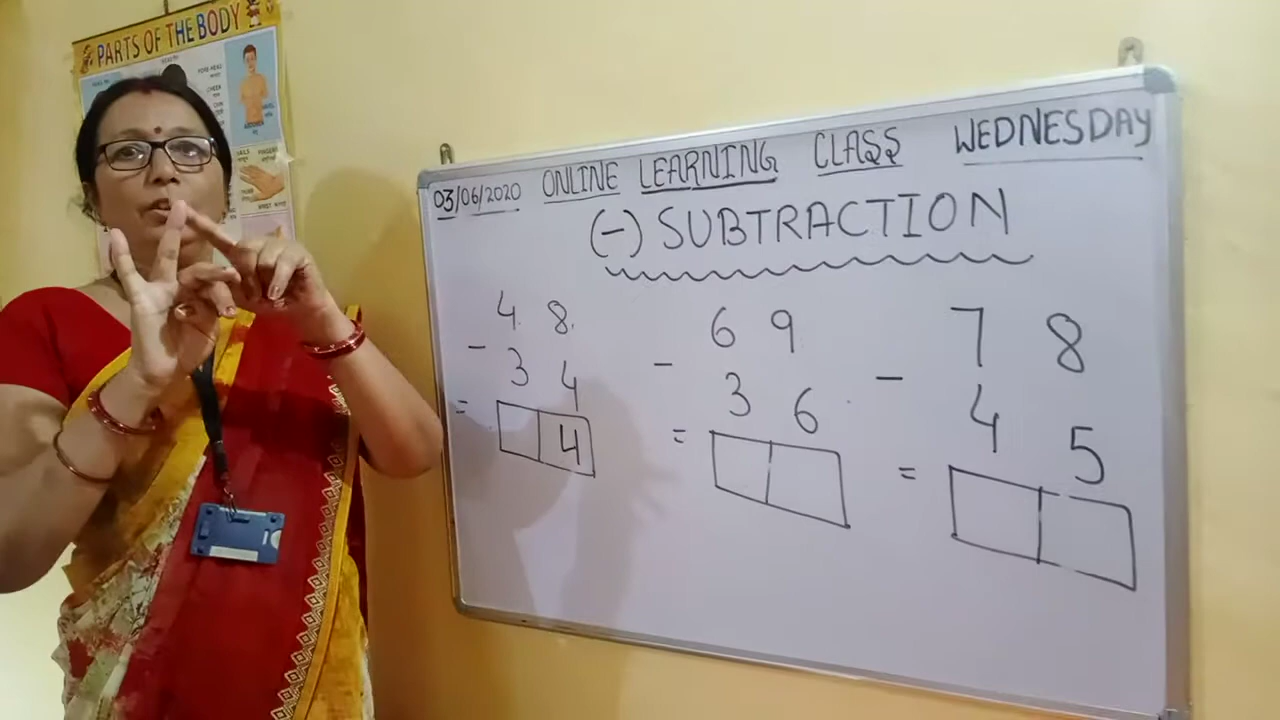 PARTS OF THE BODY
03/06/2020 ONLINE LEARNING CLASS WEDNESDAY
(-) SUBTRACTION
4 8
- 3 4
= 4
6 9
- 3 6
=
7 8
- 4 5
=